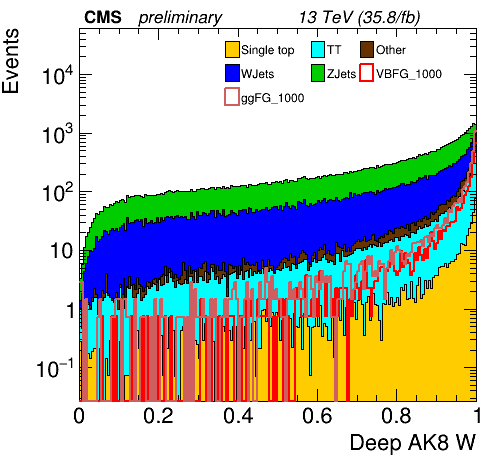 CMS preliminary 13 TeV (35.8/fb)
Events
Single top TT Other
WJets ZJets VBFG_1000
ggFG_1000
10⁴
10³
10²
10
1
10⁻¹
0 0.2 0.4 0.6 0.8 1
Deep AK8 W